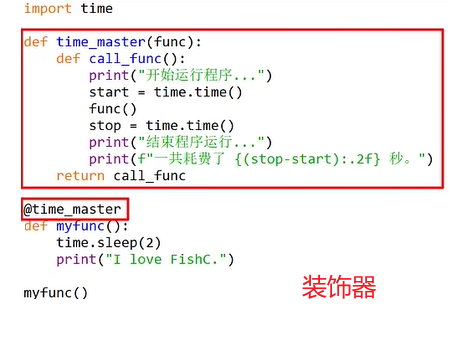 import time
def time_master(func):
    def call_func():
        print("开始运行程序...")
        start = time.time()
        func()
        stop = time.time()
        print("结束程序运行...")
        print(f"一共耗费了 {(stop-start):.2f} 秒。")
    return call_func
@time_master
def myfunc():
    time.sleep(2)
    print("I love FishC.")
myfunc()
装饰器